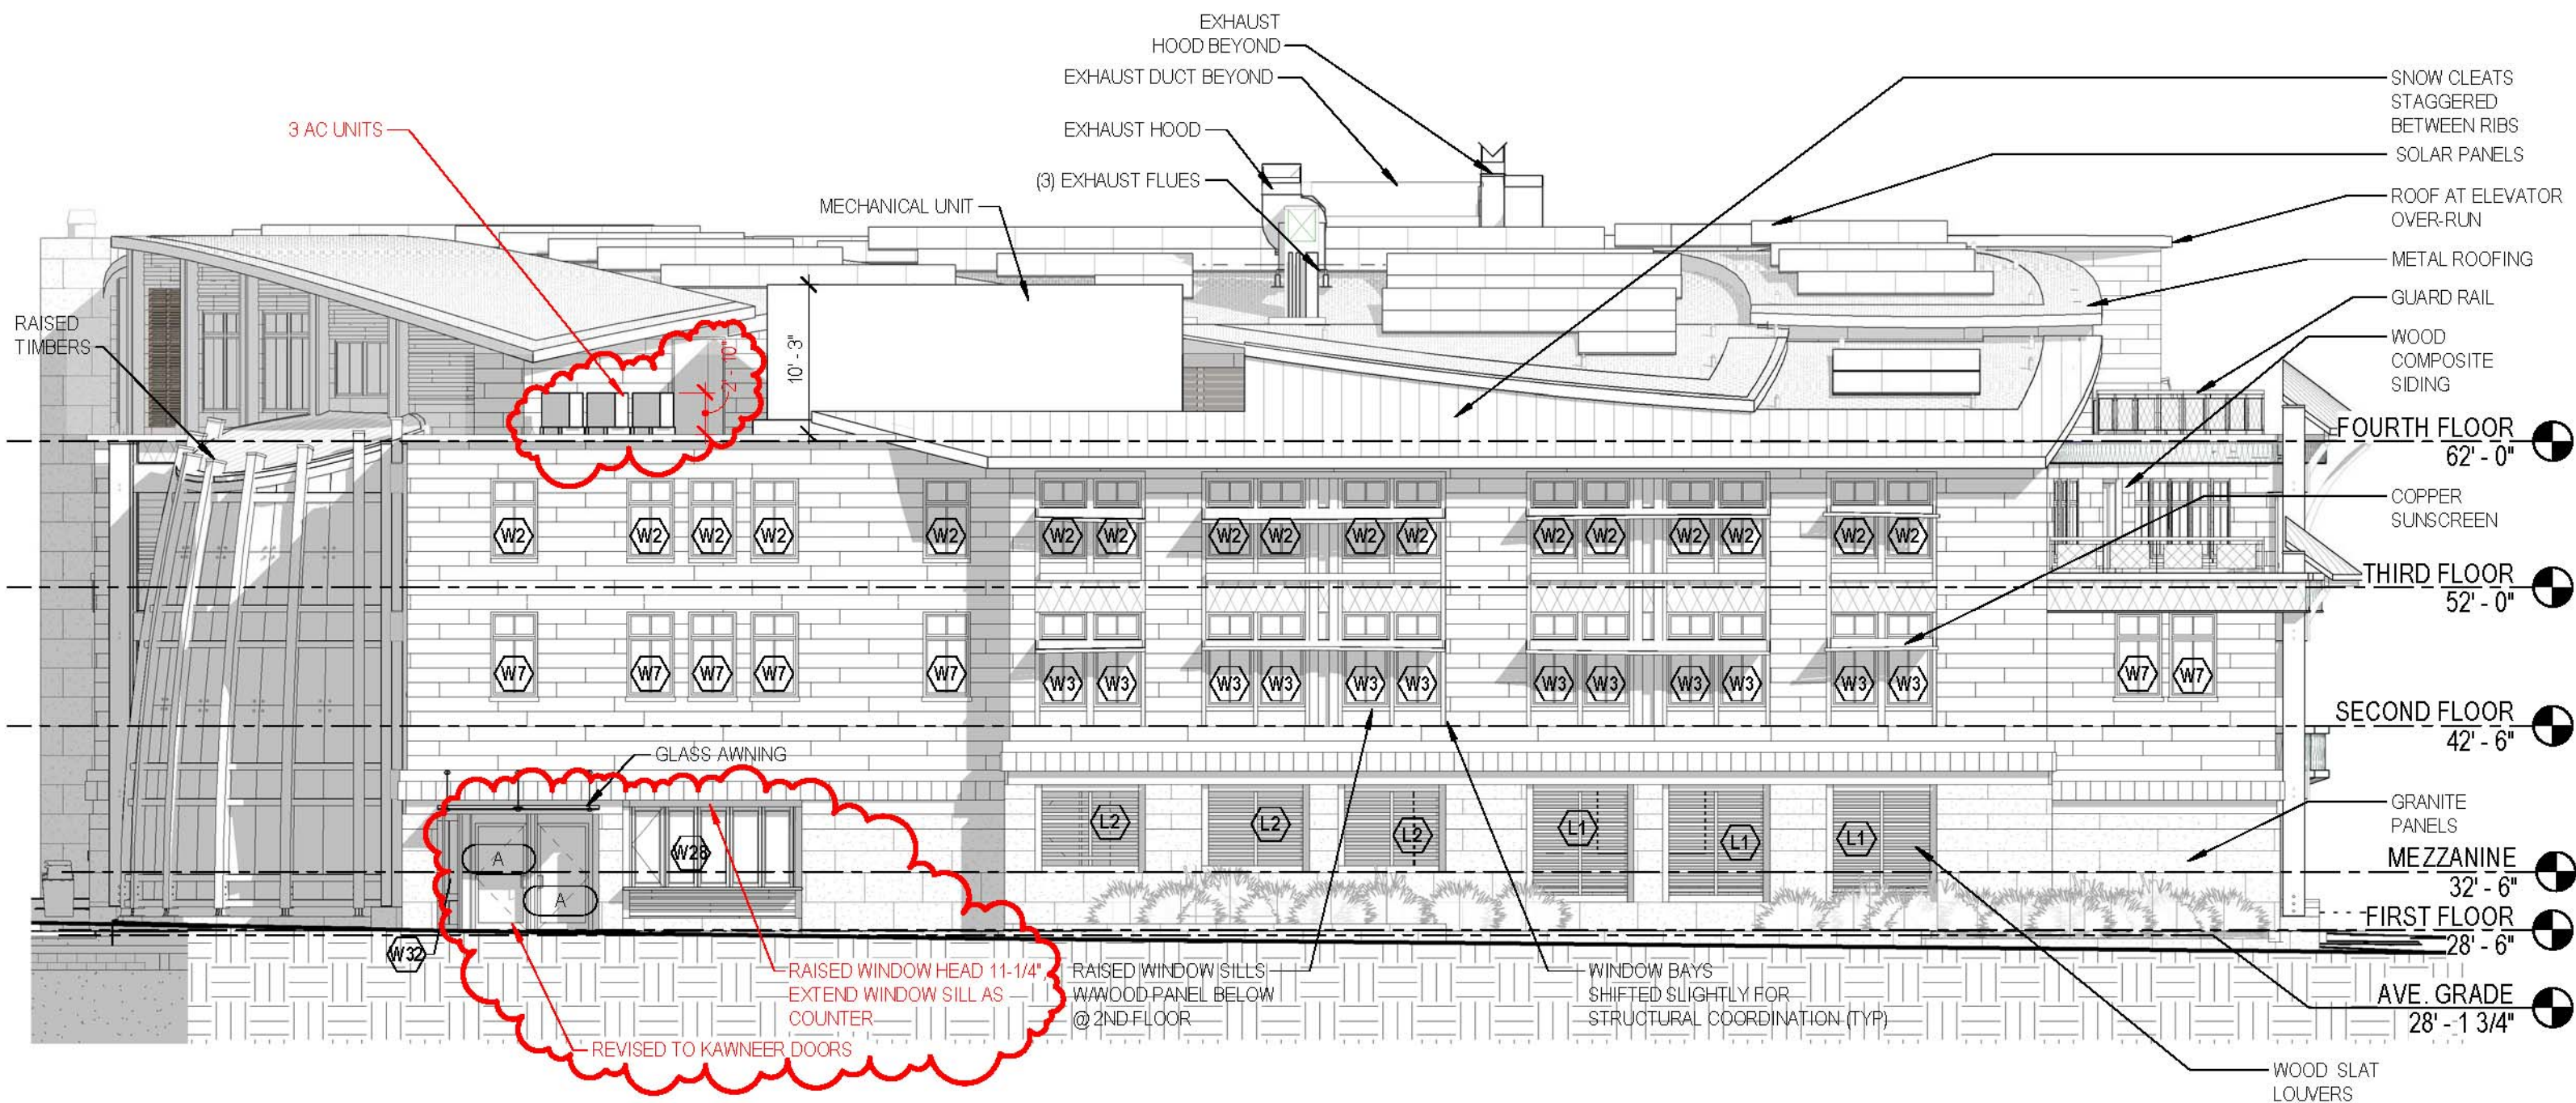 EXHAUST
HOOD BEYOND
EXHAUST DUCT BEYOND
EXHAUST HOOD
(3) EXHAUST FLUES
MECHANICAL UNIT
3 AC UNITS
RAISED
TIMBERS
2' - 10"
10' - 3"
SNOW CLEATS
STAGGERED
BETWEEN RIBS
SOLAR PANELS
ROOF AT ELEVATOR
OVER-RUN
METAL ROOFING
GUARD RAIL
WOOD
COMPOSITE
SIDING
FOURTH FLOOR
62' - 0"
COPPER
SUNSCREEN
THIRD FLOOR
52' - 0"
SECOND FLOOR
42' - 6"
GRANITE
PANELS
MEZZANINE
32' - 6"
FIRST FLOOR
28' - 6"
AVE. GRADE
28' - 1 3/4"
WOOD SLAT
LOUVERS
W2 W2 W2 W2 W2 W2 W2 W2 W2 W2 W2 W2 W2 W2 W2 W2 W2
W7 W7 W7 W7 W7 W3 W3 W3 W3 W3 W3 W3 W3 W3 W3 W3 W3 W7 W7
GLASS AWNING
L2 L2 L2 L1 L1 L1
A
A
W28
W32
RAISED WINDOW HEAD 11-1/4"
EXTEND WINDOW SILL AS
COUNTER
REVISED TO KAWNEER DOORS
RAISED WINDOW SILLS
W/WOOD PANEL BELOW
@ 2ND FLOOR
WINDOW BAYS
SHIFTED SLIGHTLY FOR
STRUCTURAL COORDINATION (TYP)